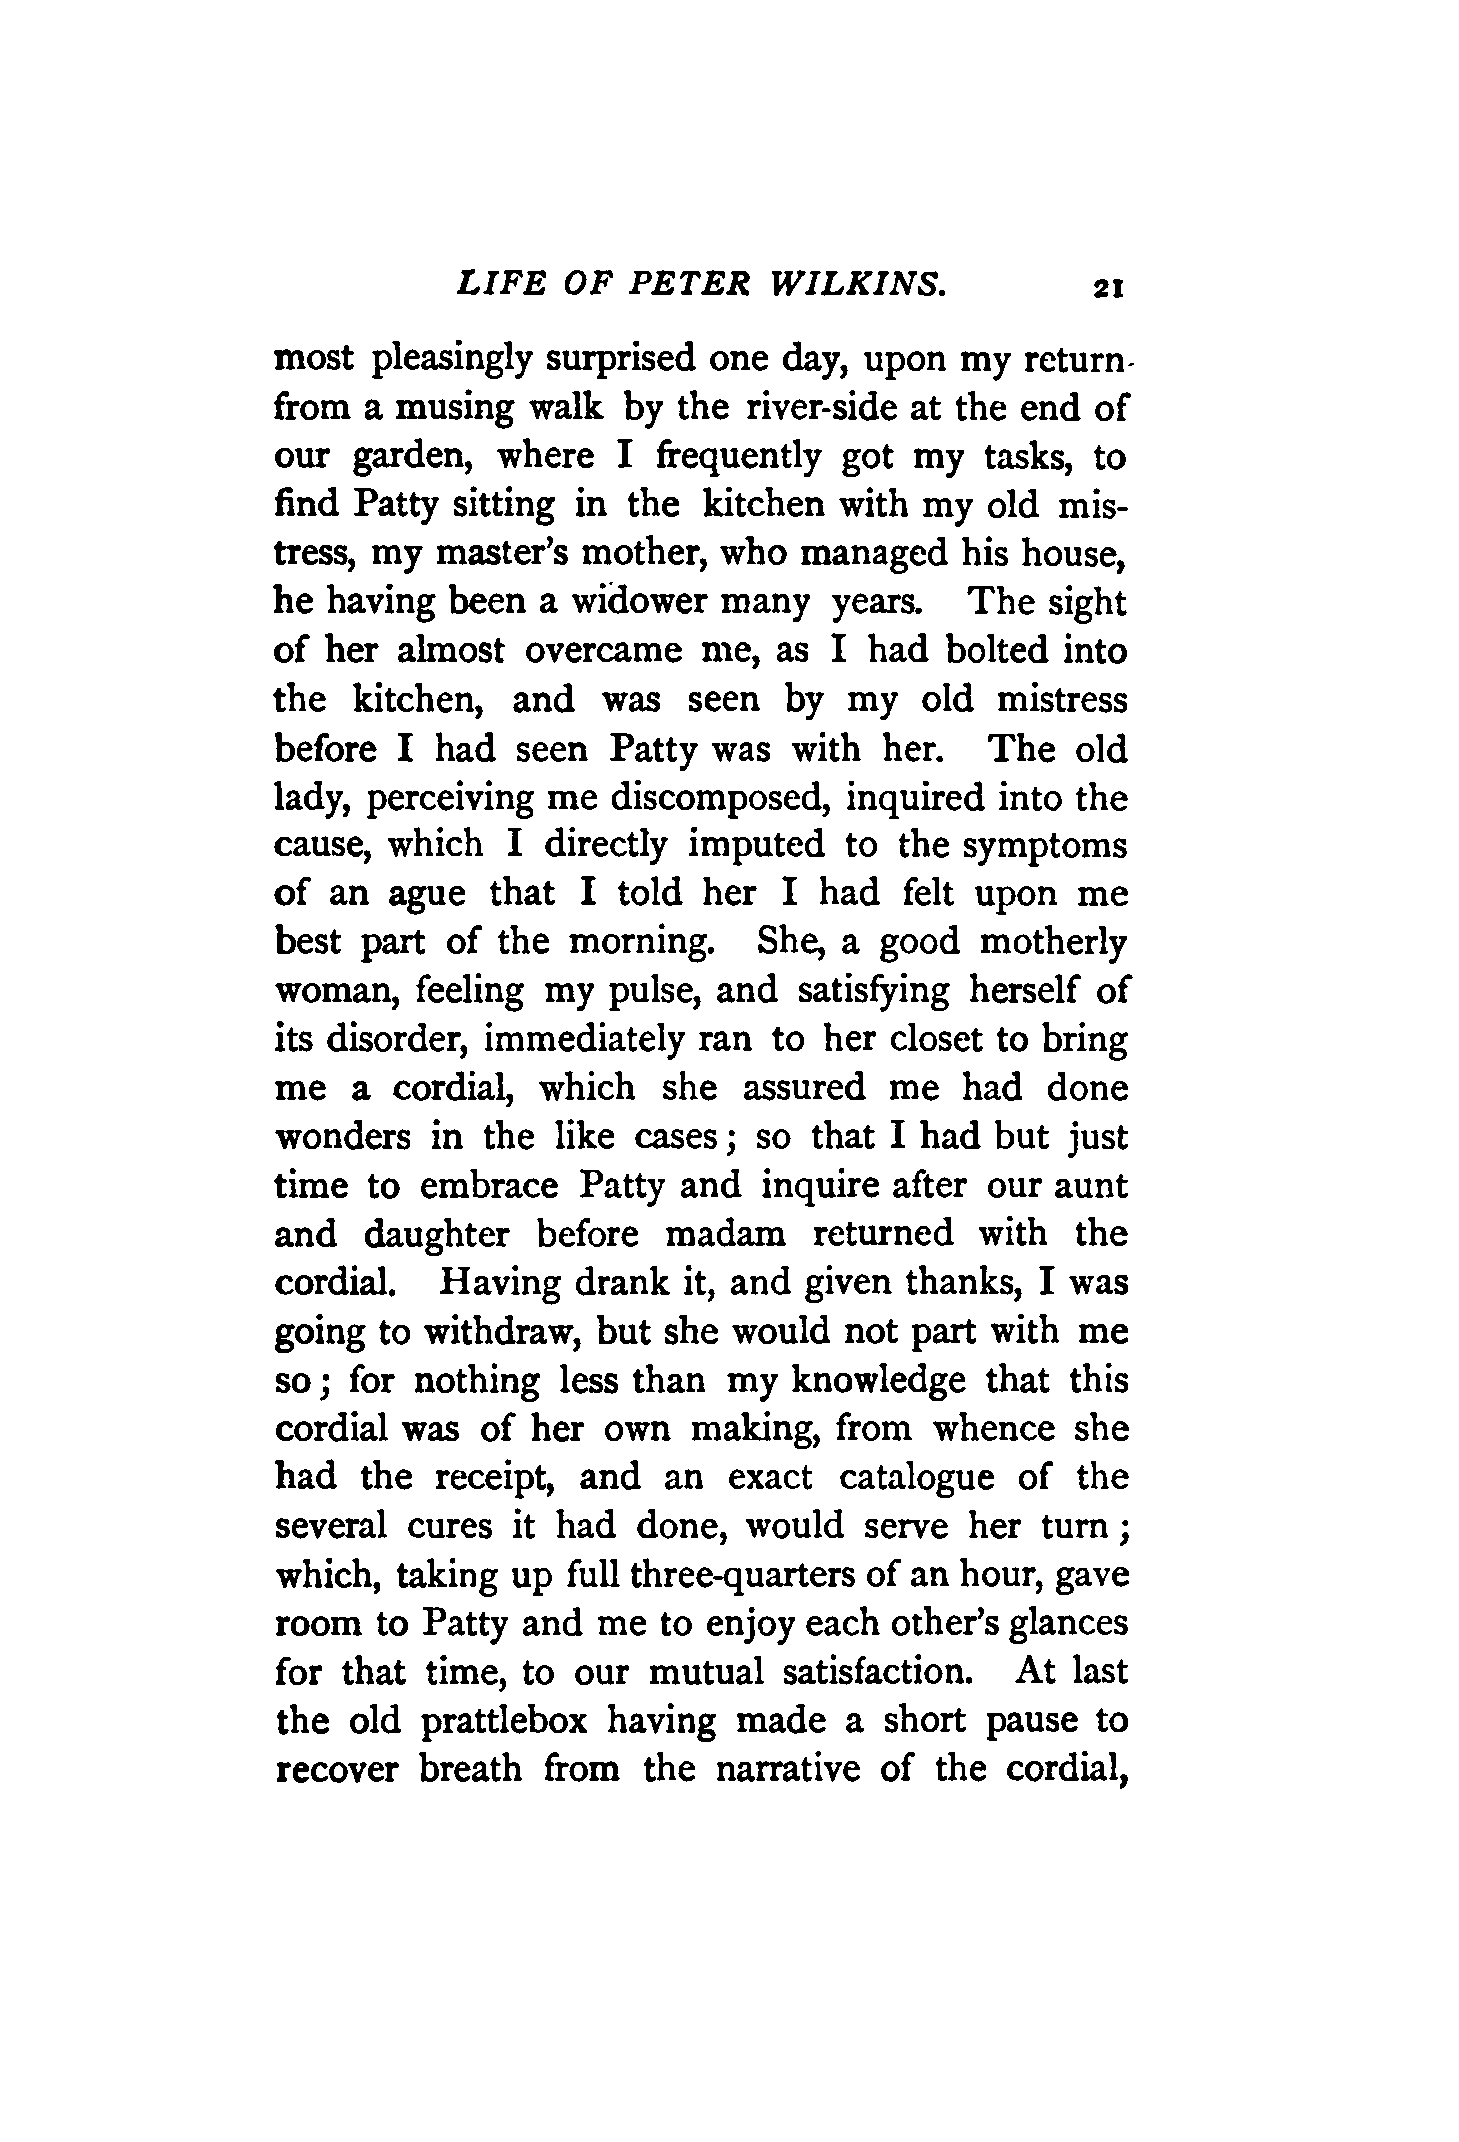 LIFE OF PETER WILKINS. 21
most pleasingly surprised one day, upon my return
from a musing walk by the river-side at the end of
our garden, where I frequently got my tasks, to
find Patty sitting in the kitchen with my old mis-
tress, my master's mother, who managed his house,
he having been a widower many years. The sight
of her almost overcame me, as I had bolted into
the kitchen, and was seen by my old mistress
before I had seen Patty was with her. The old
lady, perceiving me discomposed, inquired into the
cause, which I directly imputed to the symptoms
of an ague that I told her I had felt upon me
best part of the morning. She, a good motherly
woman, feeling my pulse, and satisfying herself of
its disorder, immediately ran to her closet to bring
me a cordial, which she assured me had done
wonders in the like cases; so that I had but just
time to embrace Patty and inquire after our aunt
and daughter before madam returned with the
cordial. Having drank it, and given thanks, I was
going to withdraw, but she would not part with me
so; for nothing less than my knowledge that this
cordial was of her own making, from whence she
had the receipt, and an exact catalogue of the
several cures it had done, would serve her turn;
which, taking up full three-quarters of an hour, gave
room to Patty and me to enjoy each other's glances
for that time, to our mutual satisfaction. At last
the old prattlebox having made a short pause to
recover breath from the narrative of the cordial,